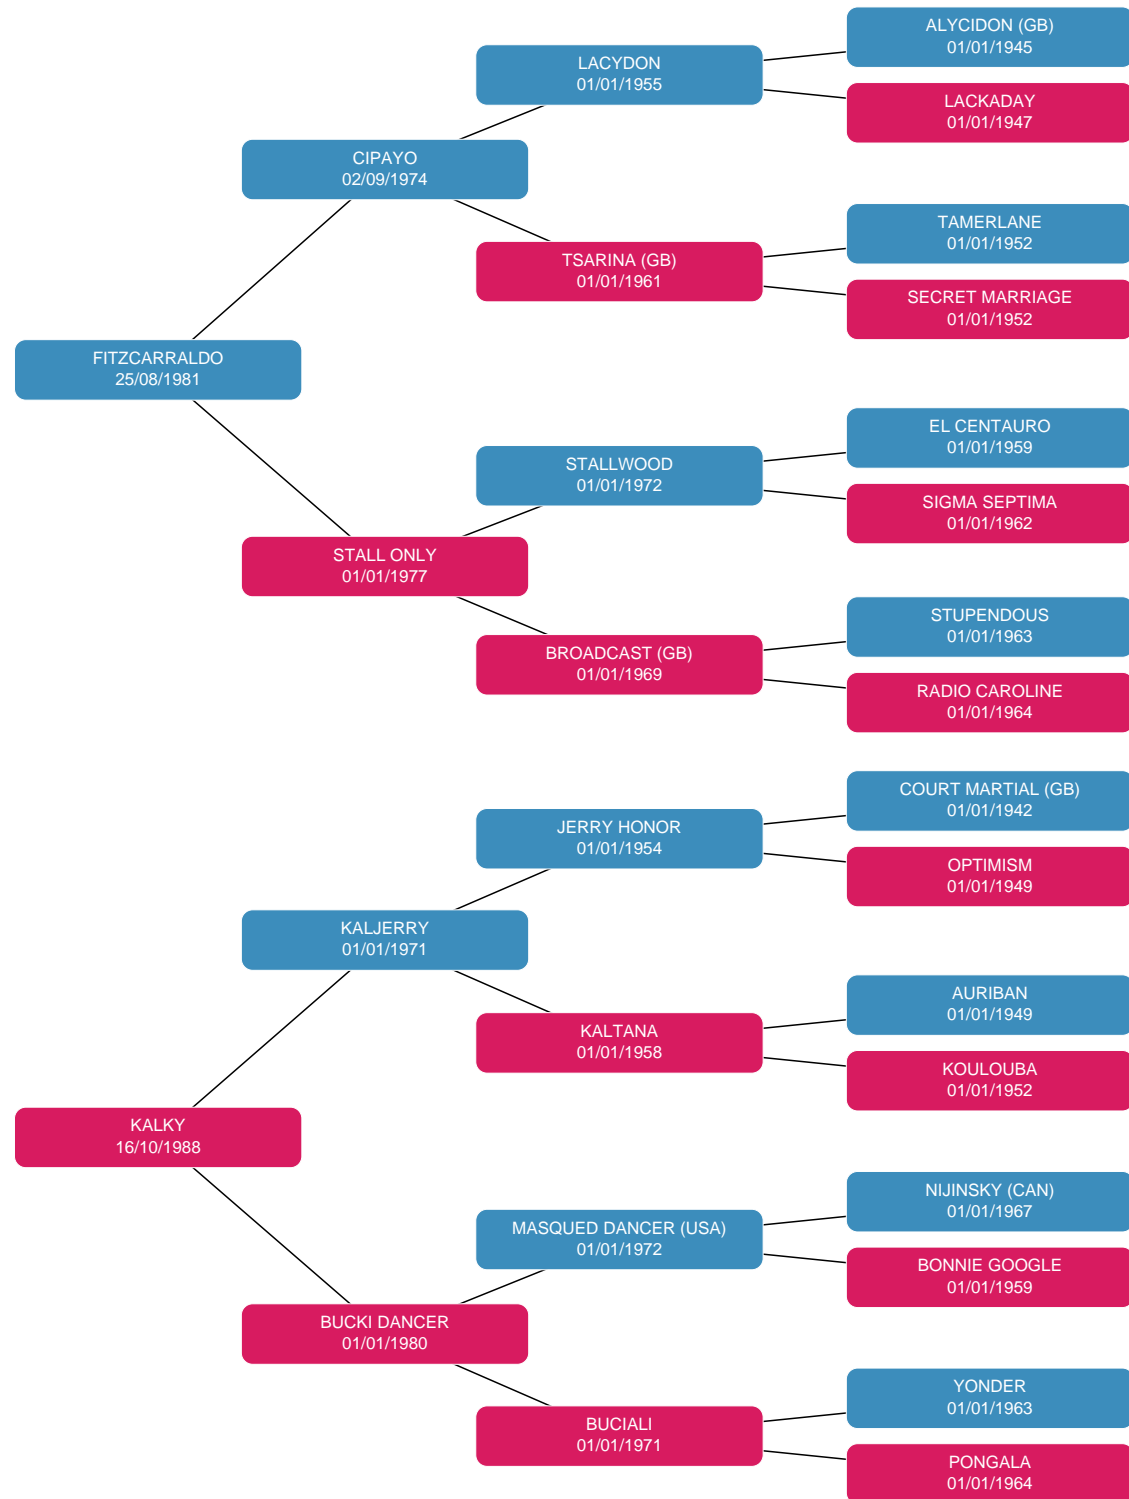 ALYCIDON (GB)
01/01/1945
LACYDON
01/01/1955
LACKADAY
01/01/1947
CIPAYO
02/09/1974
TAMERLANE
01/01/1952
TSARINA (GB)
01/01/1961
SECRET MARRIAGE
01/01/1952
FITZCARRALDO
25/08/1981
EL CENTAURO
01/01/1959
STALLWOOD
01/01/1972
SIGMA SEPTIMA
01/01/1962
STALL ONLY
01/01/1977
STUPENDOUS
01/01/1963
BROADCAST (GB)
01/01/1969
RADIO CAROLINE
01/01/1964
COURT MARTIAL (GB)
01/01/1942
JERRY HONOR
01/01/1954
OPTIMISM
01/01/1949
KALJERRY
01/01/1971
AURIBAN
01/01/1949
KALTANA
01/01/1958
KOULOUBA
01/01/1952
KALKY
16/10/1988
NIJINSKY (CAN)
01/01/1967
MASQUED DANCER (USA)
01/01/1972
BONNIE GOOGLE
01/01/1959
BUCKI DANCER
01/01/1980
YONDER
01/01/1963
BUCIALI
01/01/1971
PONGALA
01/01/1964